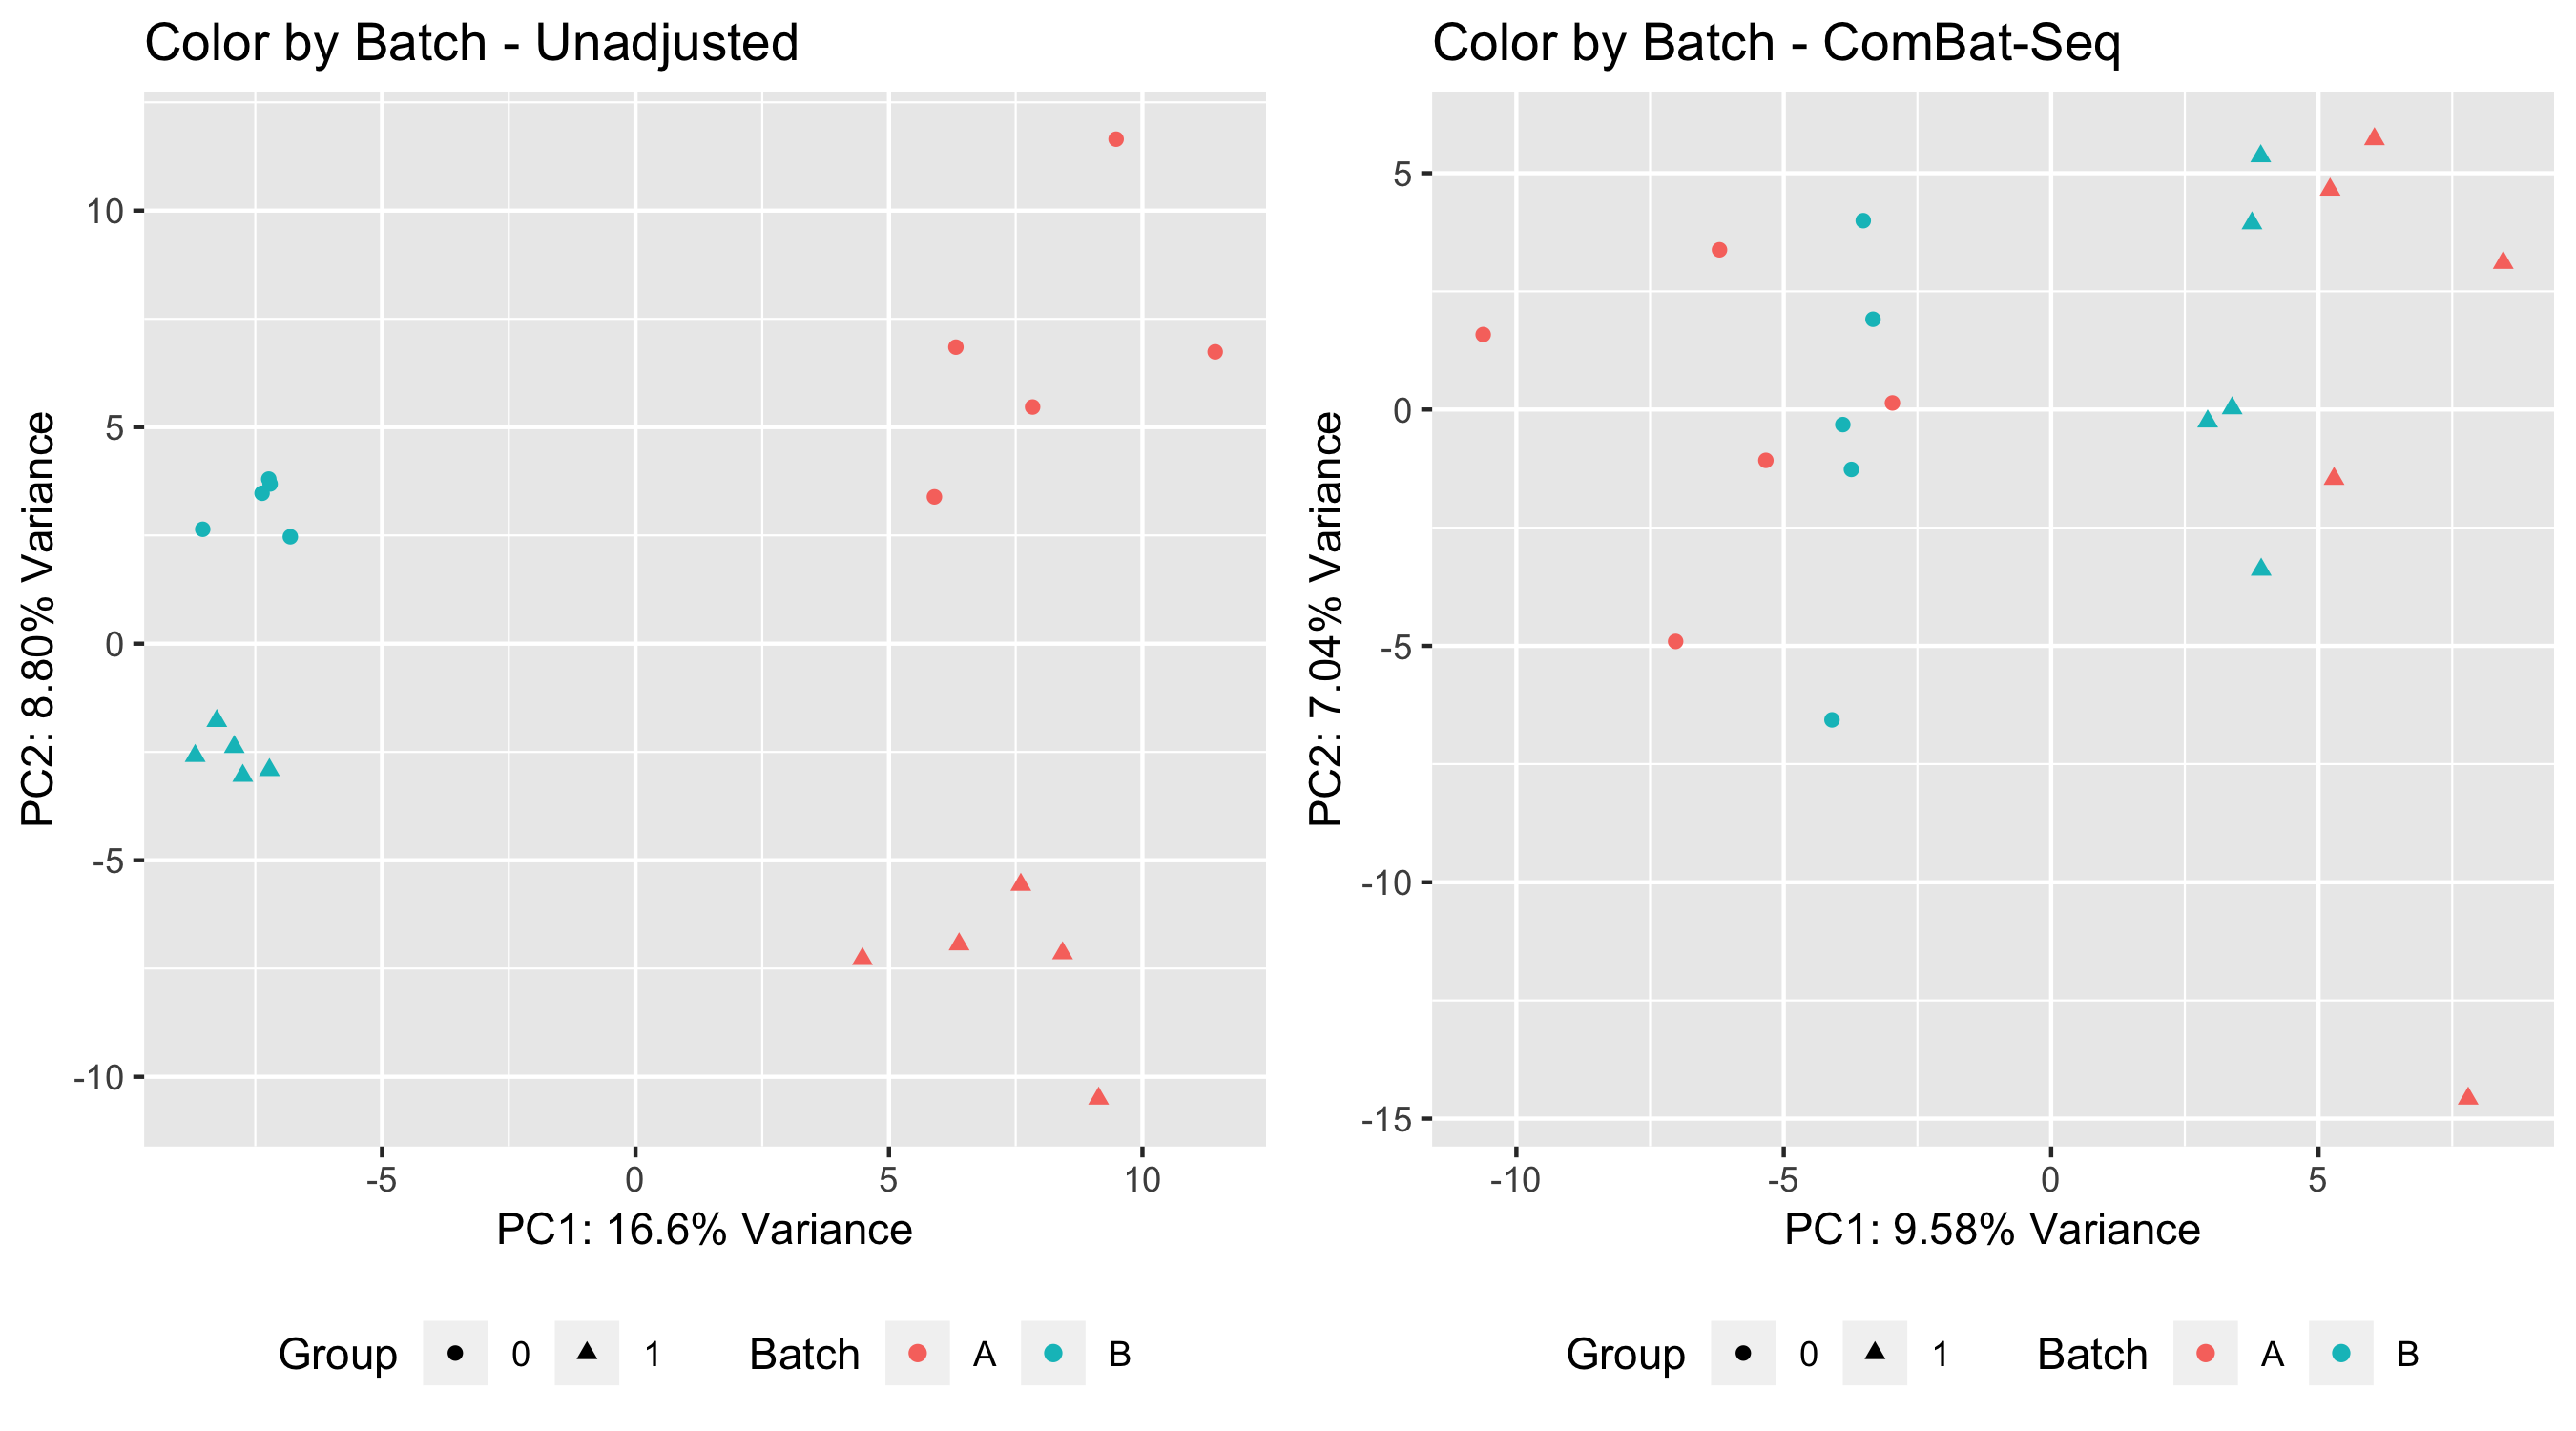 Color by Batch - Unadjusted
PC2: 8.80% Variance
10
5
0
-5
-10
-5 0 5 10
PC1: 16.6% Variance
Group 0 1 Batch A B
Color by Batch - ComBat-Seq
PC2: 7.04% Variance
5
0
-5
-10
-15
-10 -5 0 5
PC1: 9.58% Variance
Group 0 1 Batch A B